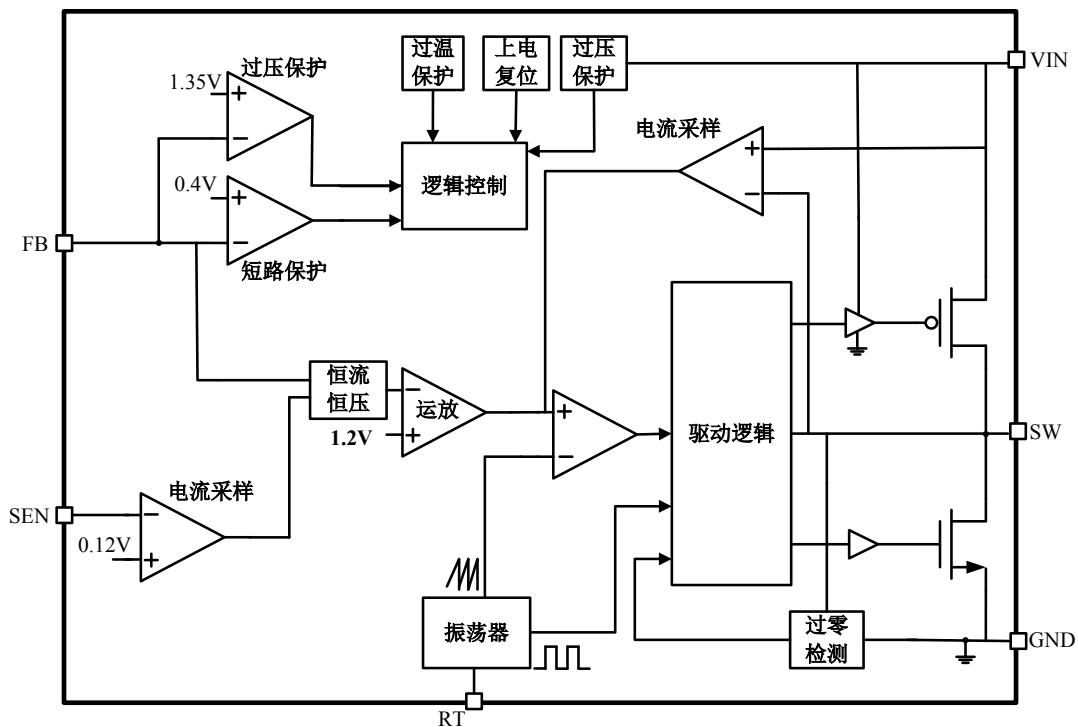 过温
保护
上电
复位
过压
保护
VIN
过压保护
1.35V
+
−
电流采样
+
−
逻辑控制
0.4V
+
−
FB
短路保护
恒流
恒压
−
运放
1.2V
+
+
−
驱动逻辑
SW
电流采样
SEN
−
0.12V
+
振荡器
过零
检测
GND
RT